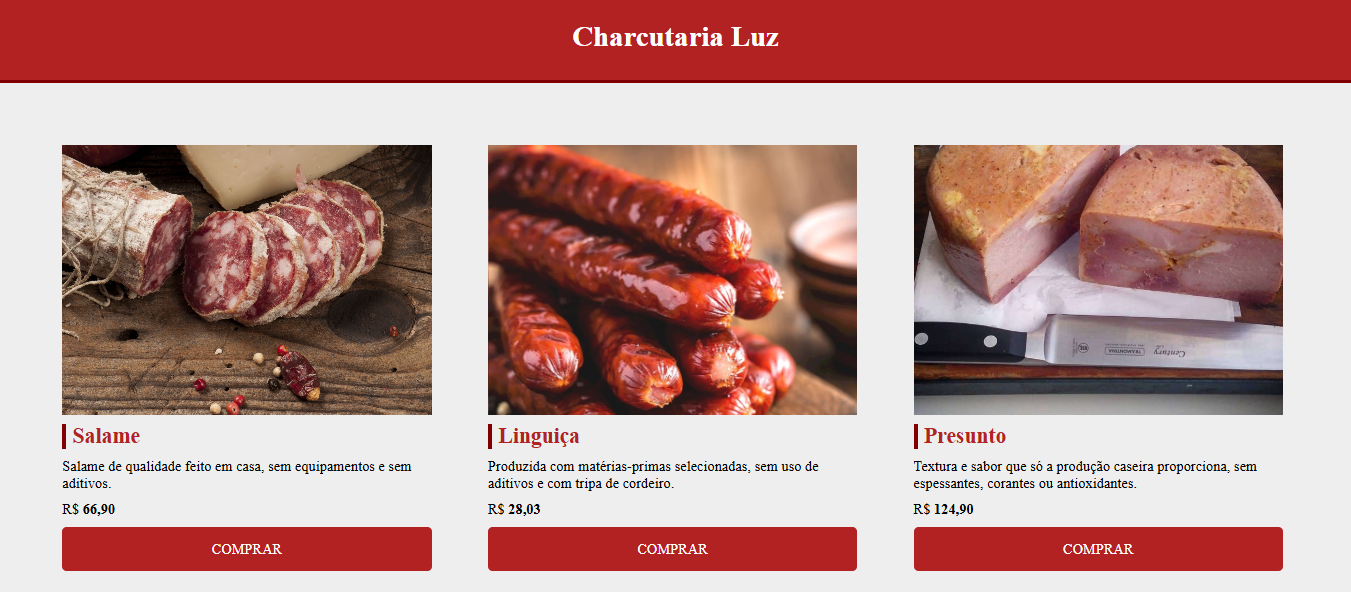 Charcutaria Luz
Salame
Salame de qualidade feito em casa, sem equipamentos e sem
aditivos.
R$ 66,90
COMPRAR
Linguiça
Produzida com matérias-primas selecionadas, sem uso de
aditivos e com tripa de cordeiro.
R$ 28,03
COMPRAR
TRAMONTINA
Century
Presunto
Textura e sabor que só a produção caseira proporciona, sem
espessantes, corantes ou antioxidantes.
R$ 124,90
COMPRAR